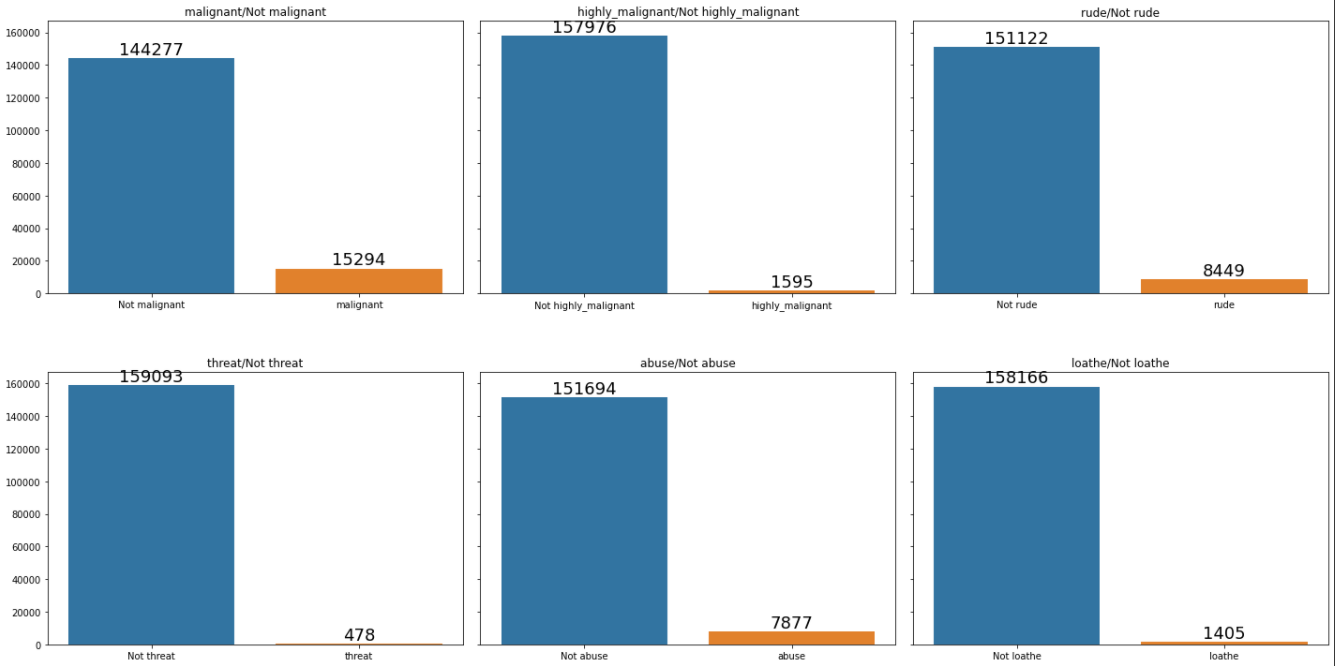 malignant/Not malignant
highly_malignant/Not highly_malignant
rude/Not rude
160000
140000
120000
100000
80000
60000
40000
20000
0
144277
15294
157976
1595
151122
8449
Not malignant
malignant
Not highly_malignant
highly_malignant
Not rude
rude
threat/Not threat
abuse/Not abuse
loathe/Not loathe
160000
140000
120000
100000
80000
60000
40000
20000
0
159093
478
151694
7877
158166
1405
Not threat
threat
Not abuse
abuse
Not loathe
loathe